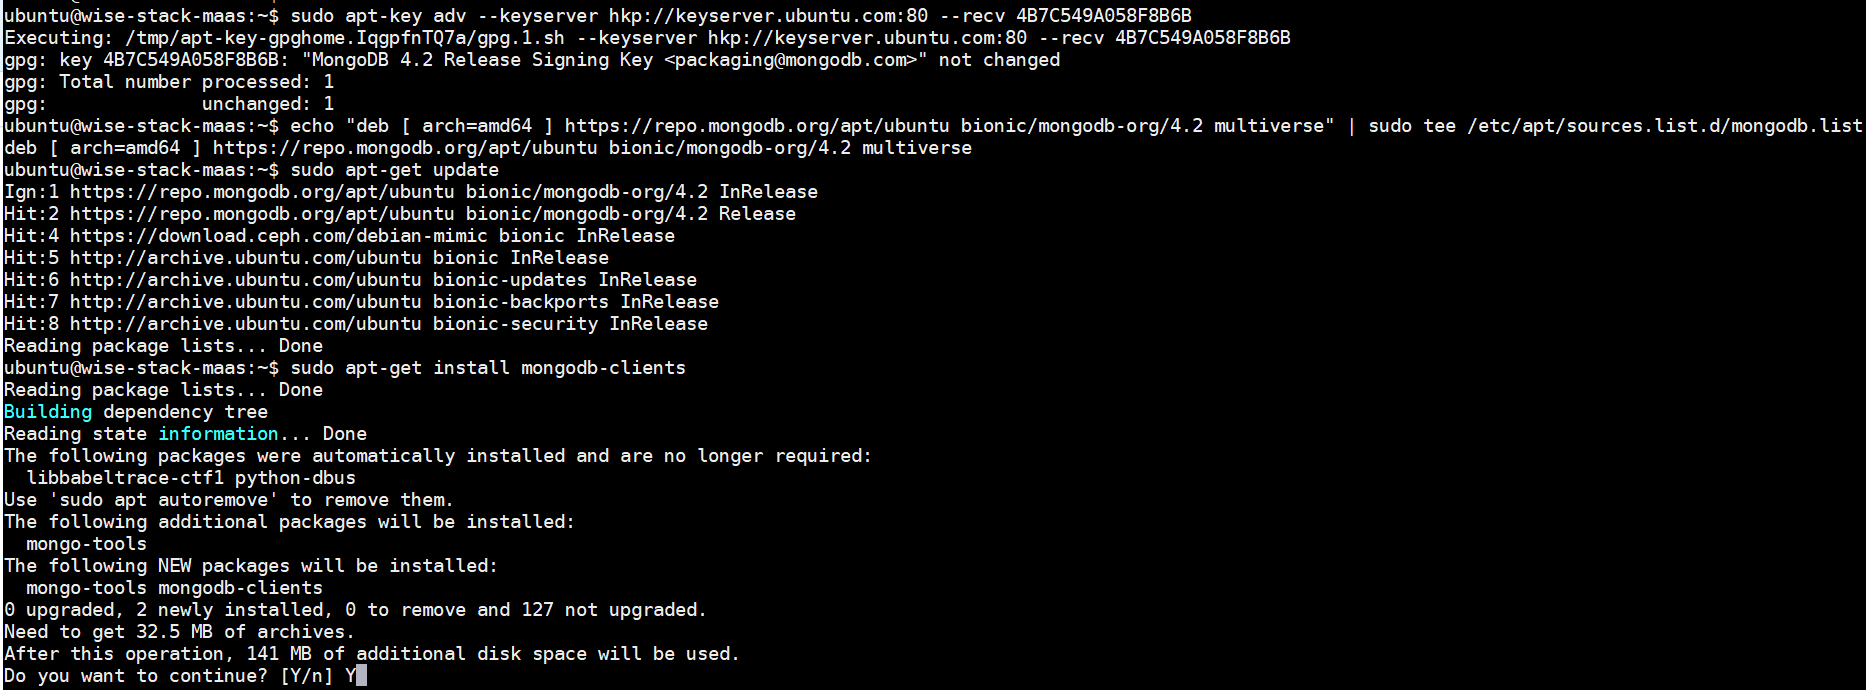 ubuntu@wise-stack-maas:~$ sudo apt-key adv --keyserver hkp://keyserver.ubuntu.com:80 --recv 4B7C549A058F8B6B
Executing: /tmp/apt-key-gpghome.IqgpfnTQ7a/gpg.1.sh --keyserver hkp://keyserver.ubuntu.com:80 --recv 4B7C549A058F8B6B
gpg: key 4B7C549A058F8B6B: "MongoDB 4.2 Release Signing Key <packaging@mongodb.com>" not changed
gpg: Total number processed: 1
gpg:              unchanged: 1
ubuntu@wise-stack-maas:~$ echo "deb [ arch=amd64 ] https://repo.mongodb.org/apt/ubuntu bionic/mongodb-org/4.2 multiverse" | sudo tee /etc/apt/sources.list.d/mongodb.list
deb [ arch=amd64 ] https://repo.mongodb.org/apt/ubuntu bionic/mongodb-org/4.2 multiverse
ubuntu@wise-stack-maas:~$ sudo apt-get update
Ign:1 https://repo.mongodb.org/apt/ubuntu bionic/mongodb-org/4.2 InRelease
Hit:2 https://repo.mongodb.org/apt/ubuntu bionic/mongodb-org/4.2 Release
Hit:4 https://download.ceph.com/debian-mimic bionic InRelease
Hit:5 http://archive.ubuntu.com/ubuntu bionic InRelease
Hit:6 http://archive.ubuntu.com/ubuntu bionic-updates InRelease
Hit:7 http://archive.ubuntu.com/ubuntu bionic-backports InRelease
Hit:8 http://archive.ubuntu.com/ubuntu bionic-security InRelease
Reading package lists... Done
ubuntu@wise-stack-maas:~$ sudo apt-get install mongodb-clients
Reading package lists... Done
Building dependency tree
Reading state information... Done
The following packages were automatically installed and are no longer required:
  libbabeltrace-ctf1 python-dbus
Use 'sudo apt autoremove' to remove them.
The following additional packages will be installed:
  mongo-tools
The following NEW packages will be installed:
  mongo-tools mongodb-clients
0 upgraded, 2 newly installed, 0 to remove and 127 not upgraded.
Need to get 32.5 MB of archives.
After this operation, 141 MB of additional disk space will be used.
Do you want to continue? [Y/n] Y